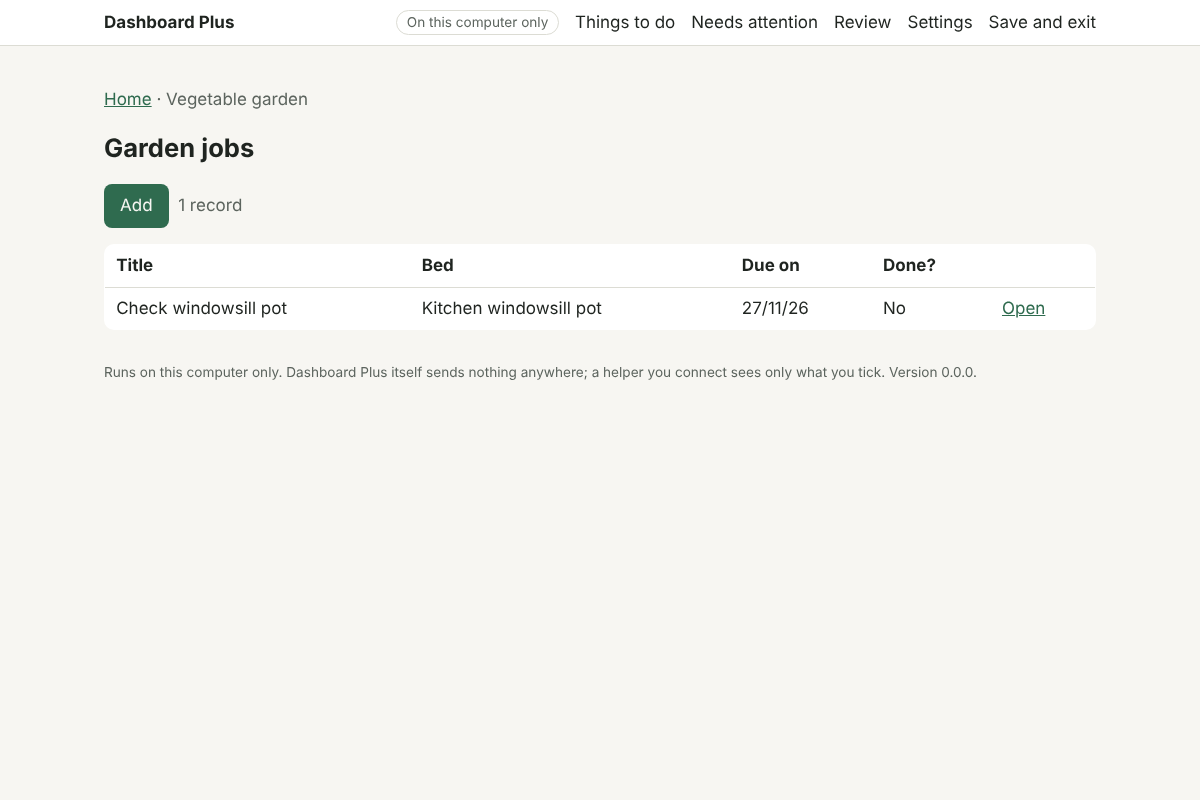 Dashboard Plus On this computer only Things to do Needs attention Review Settings Save and exit
Home · Vegetable garden
Garden jobs
Add 1 record
Title Bed Due on Done?
Check windowsill pot Kitchen windowsill pot 27/11/26 No Open
Runs on this computer only. Dashboard Plus itself sends nothing anywhere; a helper you connect sees only what you tick. Version 0.0.0.